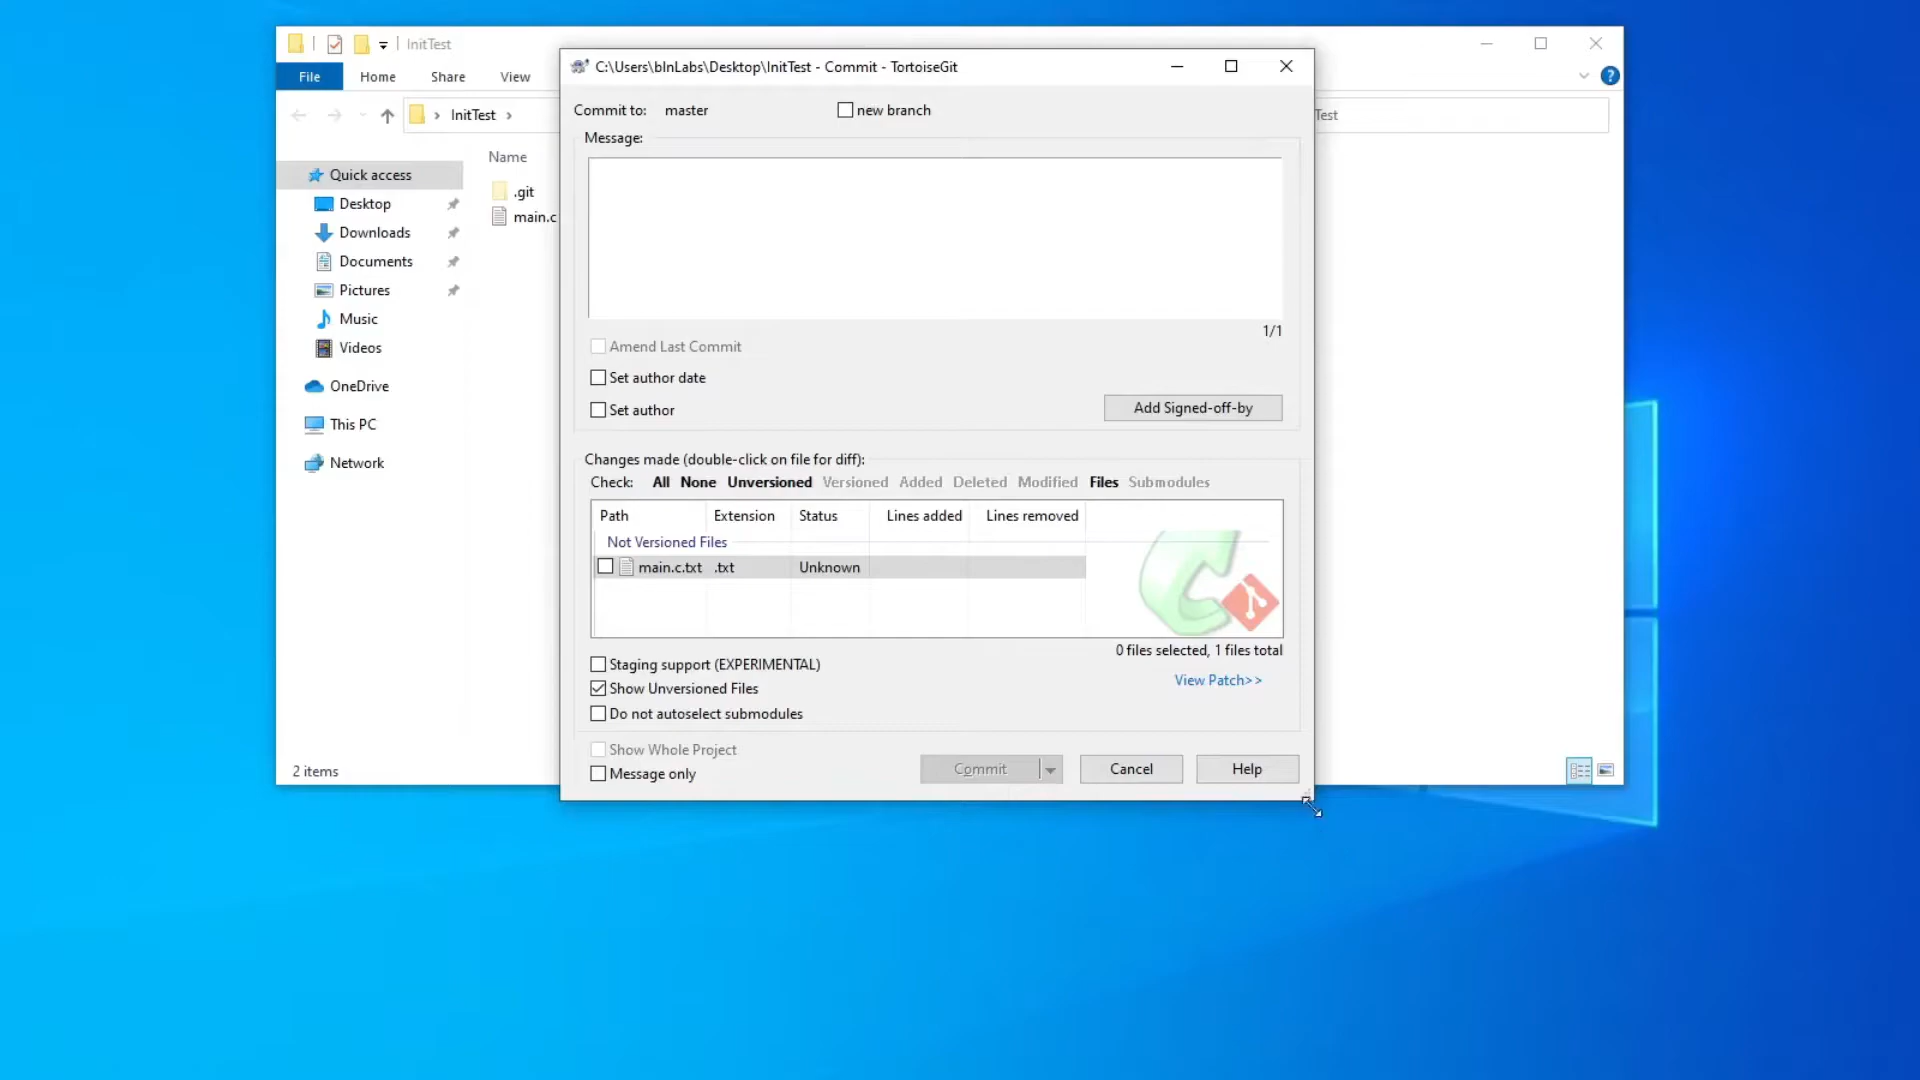 InitTest
File Home Share View
InitTest
Test
Quick access
Desktop
Downloads
Documents
Pictures
Music
Videos
OneDrive
This PC
Network
Name
.git
main.c
2 items
C:\Users\blnLabs\Desktop\InitTest - Commit - TortoiseGit
Commit to: master new branch
Message:
1/1
Amend Last Commit
Set author date
Set author
Add Signed-off-by
Changes made (double-click on file for diff):
Check: All None Unversioned Versioned Added Deleted Modified Files Submodules
Path Extension Status Lines added Lines removed
Not Versioned Files
main.c.txt .txt Unknown
0 files selected, 1 files total
Staging support (EXPERIMENTAL)
View Patch>>
Show Unversioned Files
Do not autoselect submodules
Show Whole Project
Message only
Commit Cancel Help